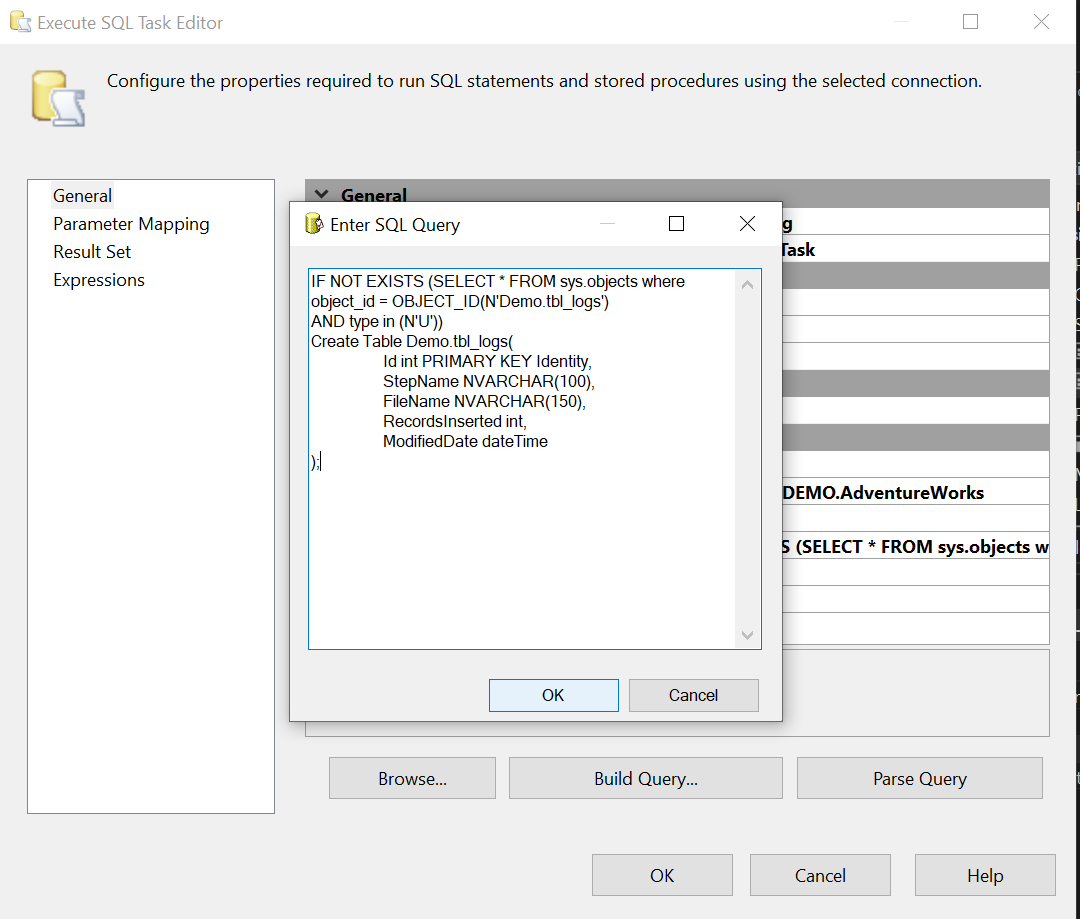 Execute SQL Task Editor
Configure the properties required to run SQL statements and stored procedures using the selected connection.
General
Parameter Mapping
Result Set
Expressions
General
Task
DEMO.AdventureWorks
(SELECT * FROM sys.objects w
Enter SQL Query
IF NOT EXISTS (SELECT * FROM sys.objects where
object_id = OBJECT_ID(N'Demo.tbl_logs')
AND type in (N'U'))
Create Table Demo.tbl_logs(
Id int PRIMARY KEY Identity,
StepName NVARCHAR(100),
FileName NVARCHAR(150),
RecordsInserted int,
ModifiedDate dateTime
);
OK
Cancel
Browse...
Build Query...
Parse Query
OK
Cancel
Help